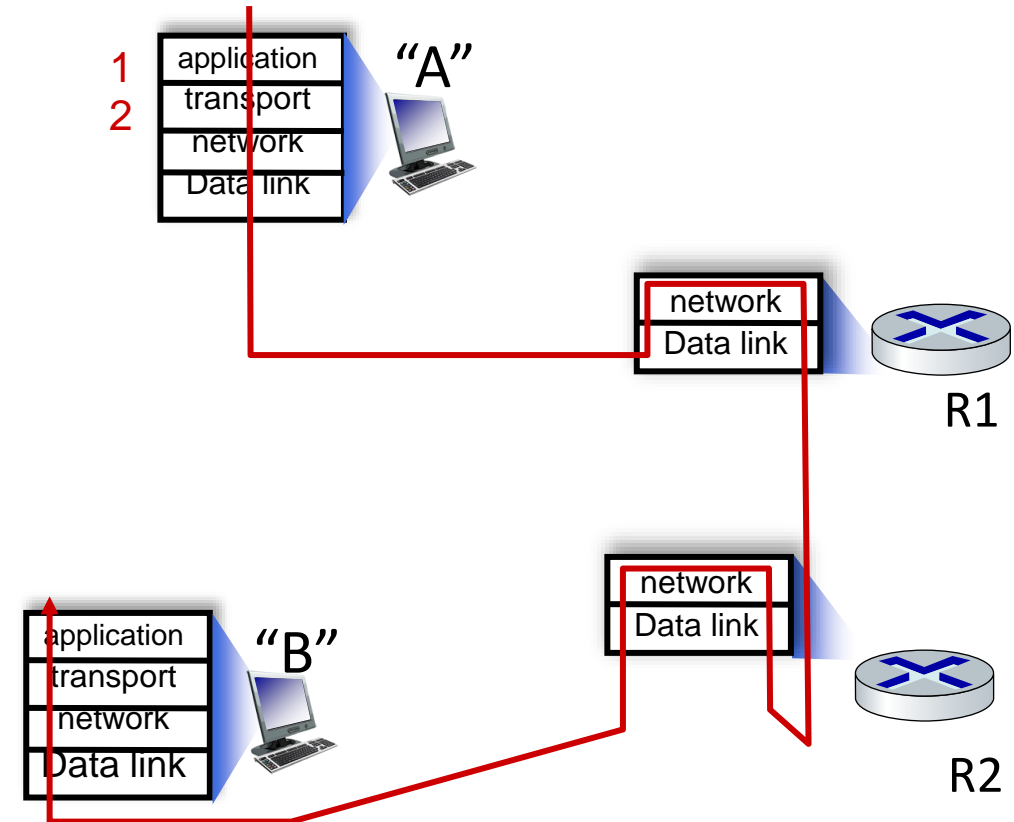 1
application
“A”
2
transport
network
Data link
network
Data link
R1
network
Data link
R2
application
“B”
transport
network
Data link